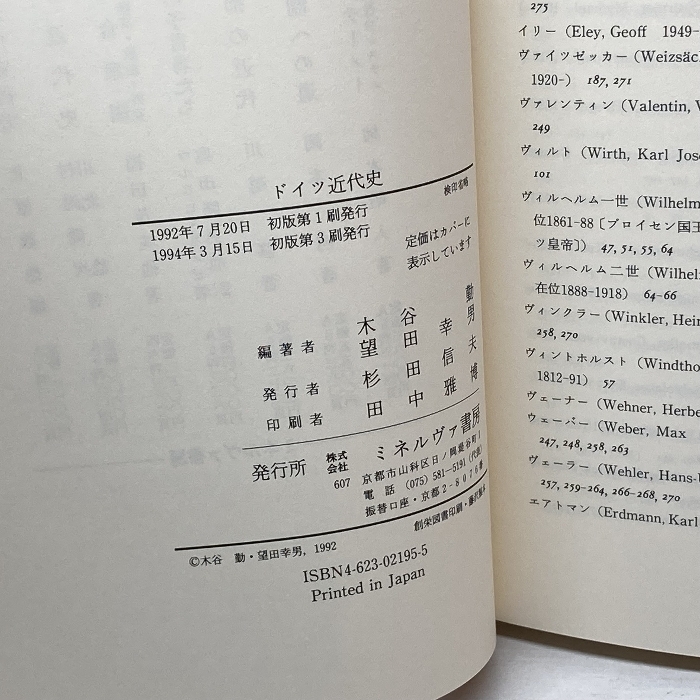 ドイツ近代史
検印省略
1992年7月20日 初版第1刷発行
1994年3月15日 初版第3刷発行
定価はカバーに
表示しています
編著者 木谷 勤
望田幸男
発行者 杉田信夫
印刷者 田中雅博
発行所 株式会社 ミネルヴァ書房
607 京都市山科区日ノ岡堤谷町1
電話 (075)581-5191(代表)
振替口座・京都2-8076番
創栄図書印刷・藤沢製本
©木谷 勤・望田幸男, 1992
ISBN4-623-02195-5
Printed in Japan
275
イリー (Eley, Geoff 1949-
ヴァイツゼッカー (Weizsäc
1920-) 187, 271
ヴァレンティン (Valentin, V
249
ヴィルト (Wirth, Karl Jose
101
ヴィルヘルム一世 (Wilhelm
位1861-88〔プロイセン国王
ツ皇帝〕) 47, 51, 55, 64
ヴィルヘルム二世 (Wilhelm
在位1888-1918) 64-66
ヴィンクラー (Winkler, Hein
258, 270
ヴィントホルスト (Windtho
1812-91) 57
ヴェーナー (Wehner, Herbe
ウェーバー (Weber, Max
247, 248, 258, 263
ヴェーラー (Wehler, Hans-U
257, 259-264, 266-268, 270
エアトマン (Erdmann, Karl